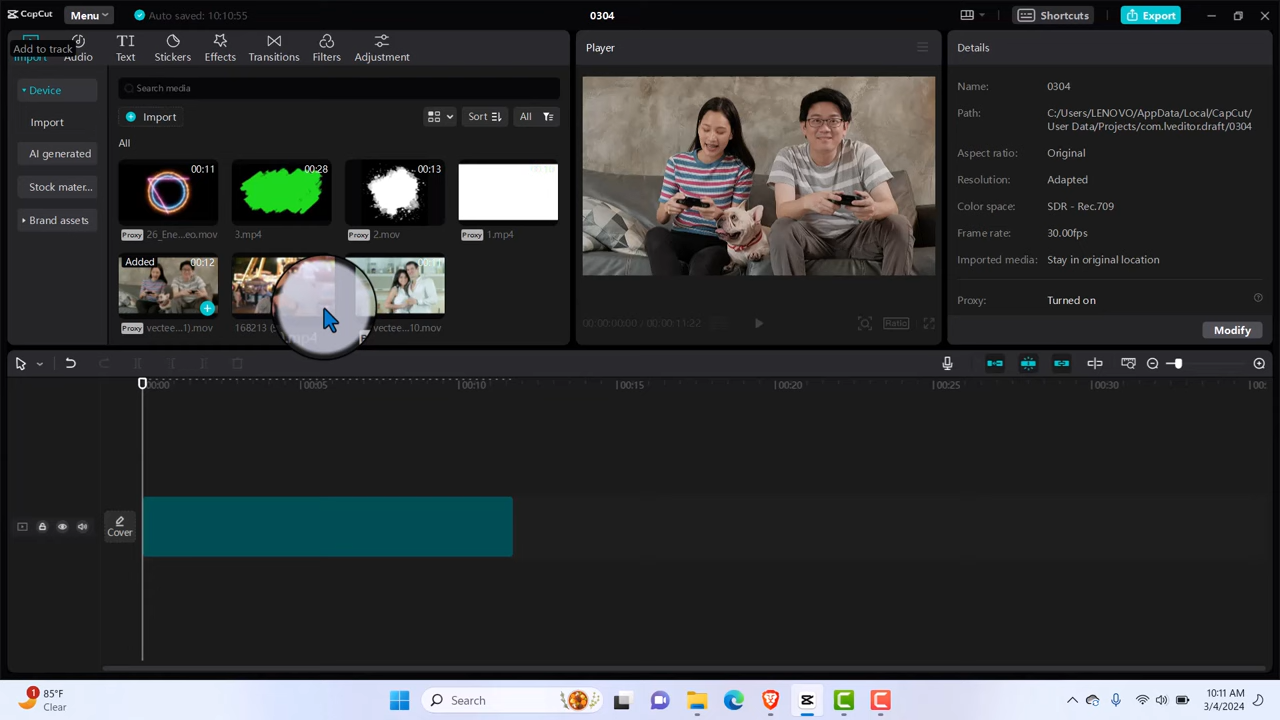 CapCut
Menu
Auto saved: 10:10:55
0304
Shortcuts
Export
Add to track
Import
Audio
Text
Stickers
Effects
Transitions
Filters
Adjustment
Device
Import
AI generated
Stock mater...
Brand assets
Search media
Import
Sort
All
All
00:11
00:28
00:13
Proxy 26_Ene...eo.mov
3.mp4
Proxy 2.mov
Proxy 1.mp4
Added
00:12
Proxy vectee...1).mov
168213
vectee...10.mov
Player
00:00:00:00 / 00:00:11:22
Ratio
Details
Name: 0304
Path: C:/Users/LENOVO/AppData/Local/CapCut/
User Data/Projects/com.lveditor.draft/0304
Aspect ratio: Original
Resolution: Adapted
Color space: SDR - Rec.709
Frame rate: 30.00fps
Imported media: Stay in original location
Proxy: Turned on
Modify
00:00
00:05
00:10
00:15
00:20
00:25
00:30
Cover
1
85°F
Clear
Search
10:11 AM
3/4/2024